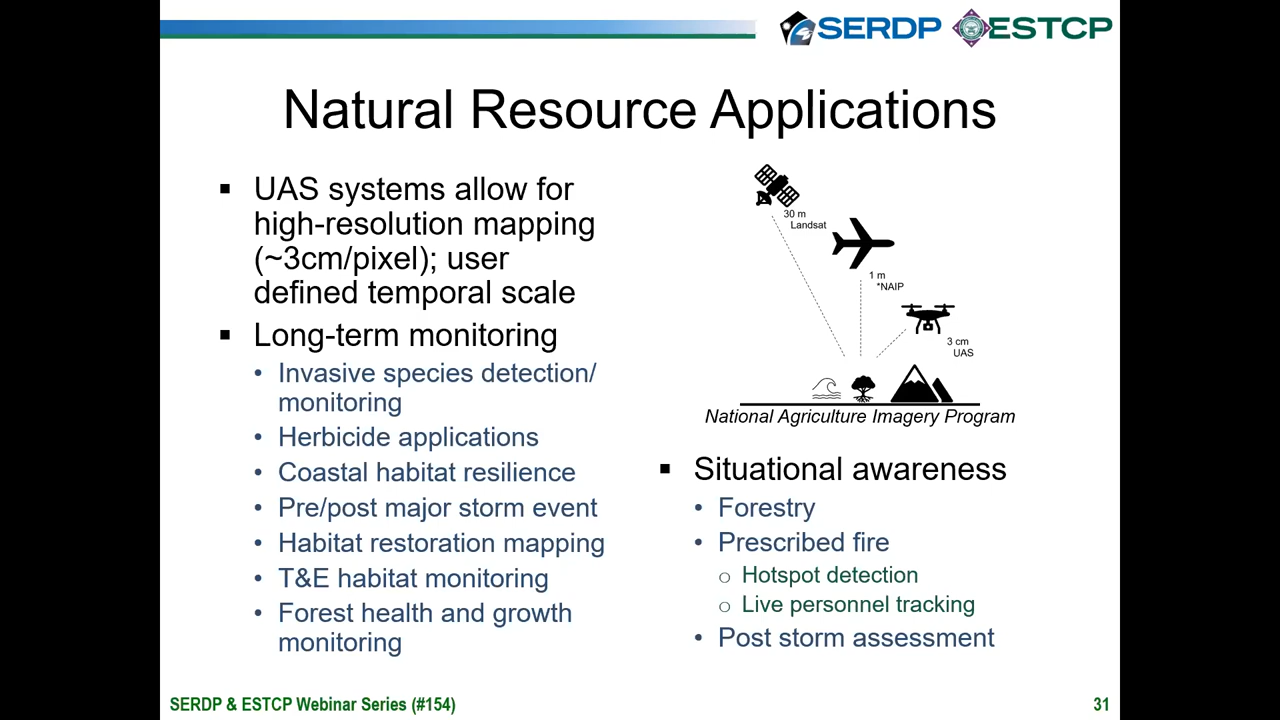 SERDP ESTCP
Natural Resource Applications
▪ UAS systems allow for
high-resolution mapping
(~3cm/pixel); user
defined temporal scale
▪ Long-term monitoring
• Invasive species detection/
monitoring
• Herbicide applications
• Coastal habitat resilience
• Pre/post major storm event
• Habitat restoration mapping
• T&E habitat monitoring
• Forest health and growth
monitoring
30 m
Landsat
1 m
*NAIP
3 cm
UAS
National Agriculture Imagery Program
▪ Situational awareness
• Forestry
• Prescribed fire
o Hotspot detection
o Live personnel tracking
• Post storm assessment
SERDP & ESTCP Webinar Series (#154)
31